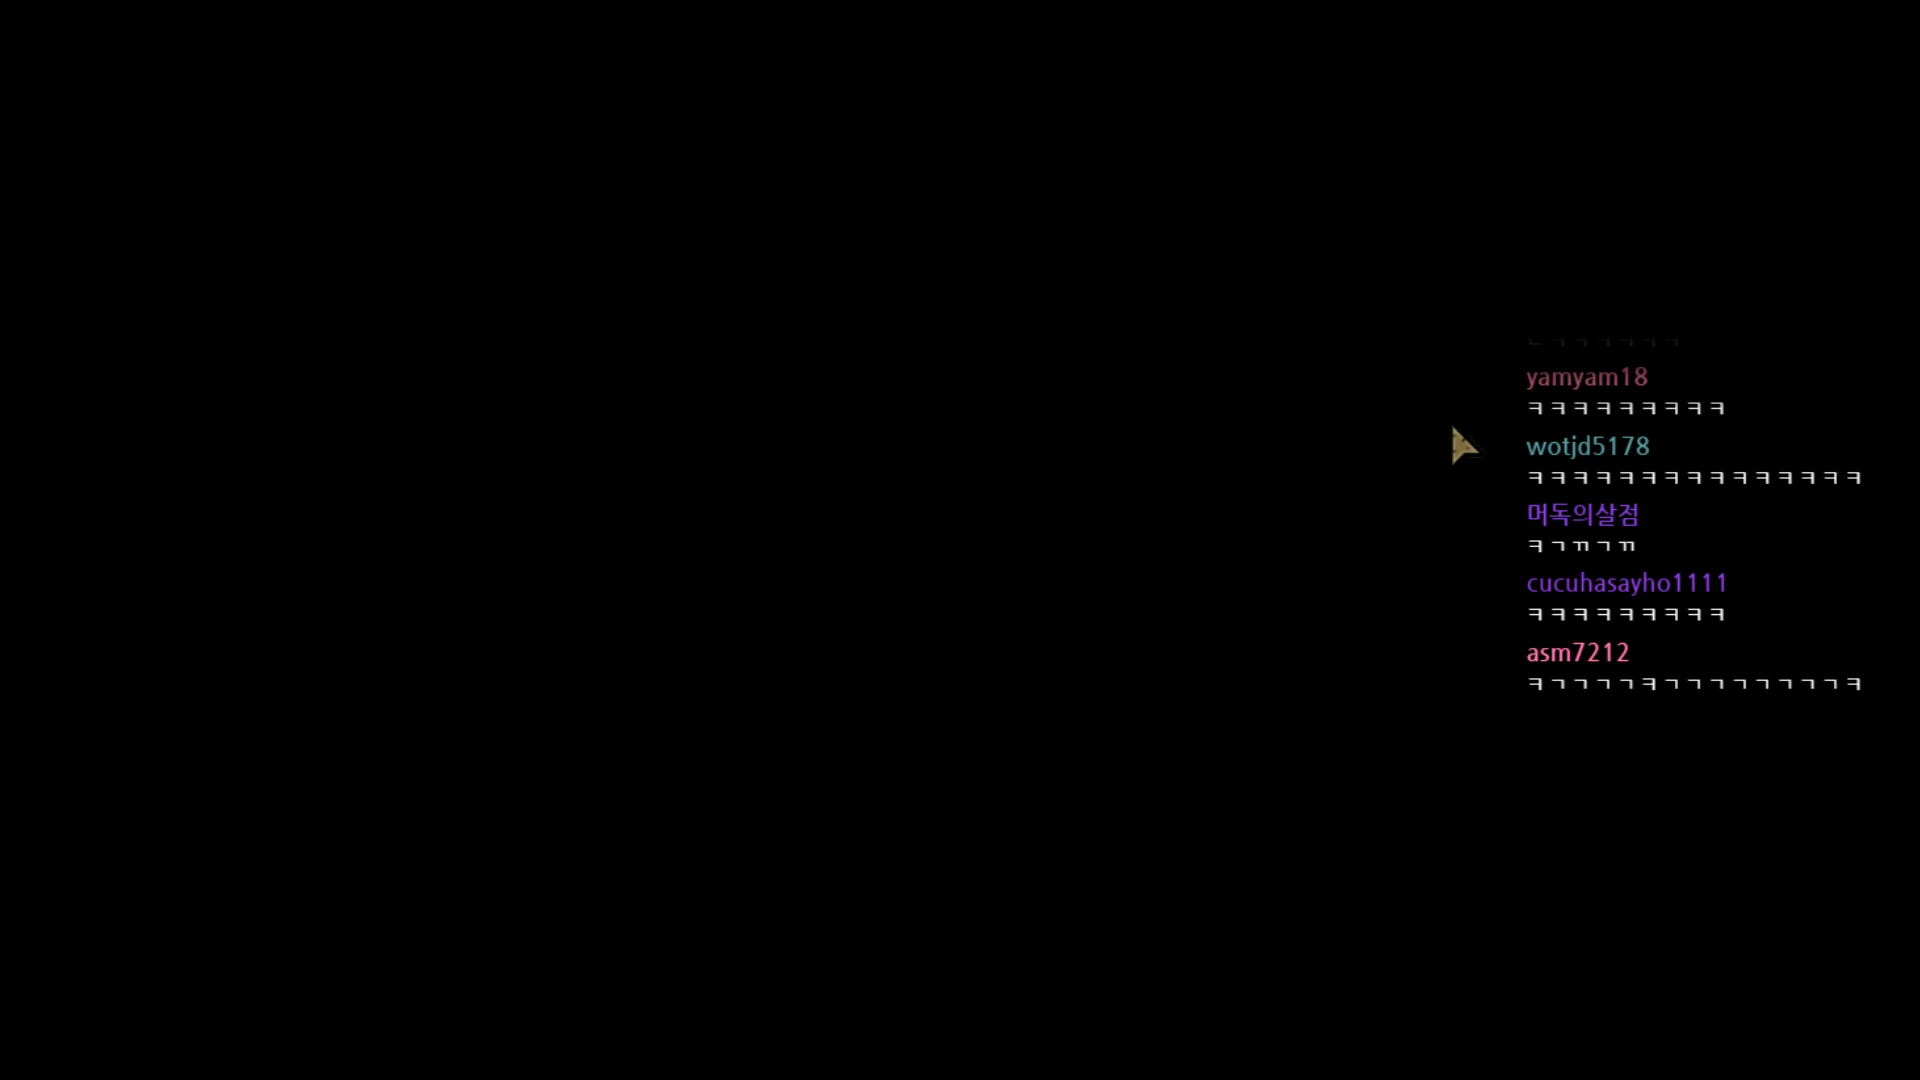 yamyam18
ㅋㅋㅋㅋㅋㅋㅋㅋㅋ
wotjd5178
ㅋㅋㅋㅋㅋㅋㅋㅋㅋㅋㅋㅋㅋㅋㅋ
머독의살점
ㅋㄱㄲㄱㄲ
cucuhasayho1111
ㅋㅋㅋㅋㅋㅋㅋㅋㅋ
asm7212
ㅋㄱㄱㄱㄱㅋㄱㄱㄱㄱㄱㄱㄱㄱㅋ